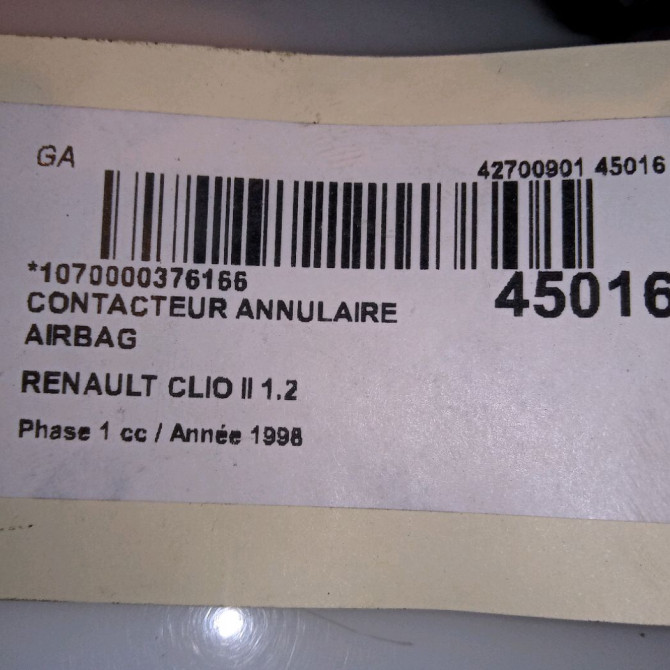 GA
42700901 45016
*1070000376166
45016
CONTACTEUR ANNULAIRE
AIRBAG
RENAULT CLIO II 1.2
Phase 1 cc / Année 1998